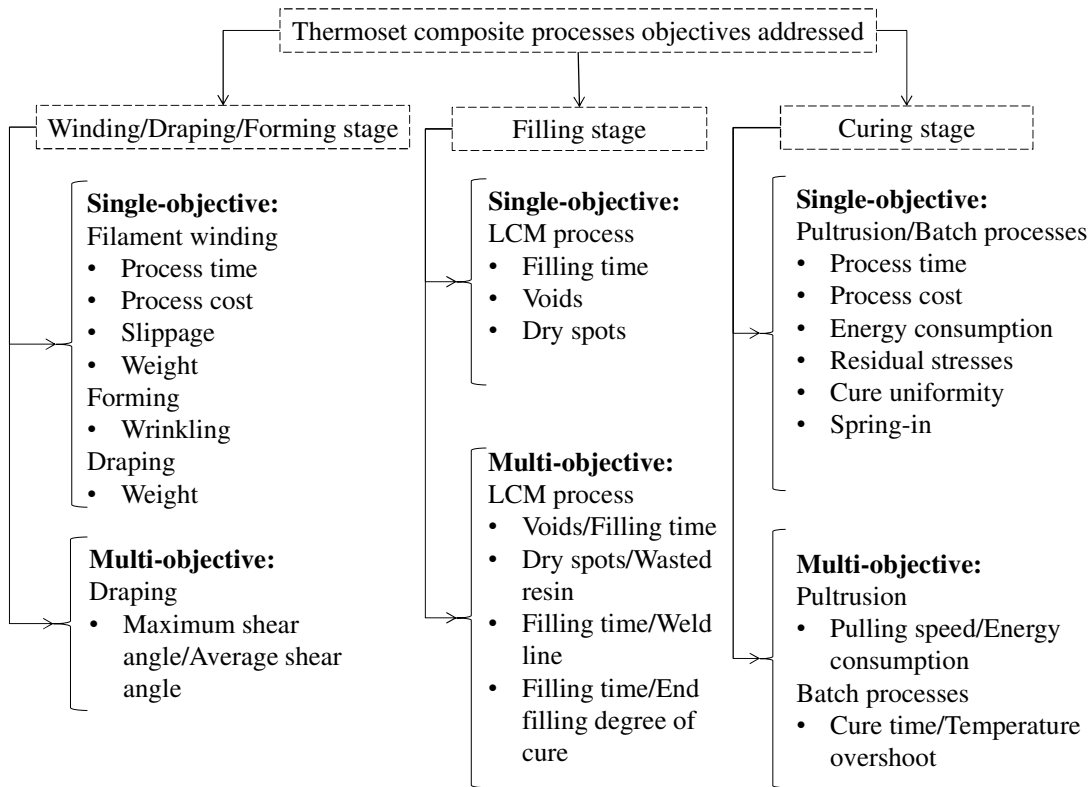 Thermoset composite processes objectives addressed
Winding/Draping/Forming stage
Single-objective:
Filament winding
• Process time
• Process cost
• Slippage
• Weight
Forming
• Wrinkling
Draping
• Weight
Multi-objective:
Draping
• Maximum shear
angle/Average shear
angle
Filling stage
Single-objective:
LCM process
• Filling time
• Voids
• Dry spots
Multi-objective:
LCM process
• Voids/Filling time
• Dry spots/Wasted
resin
• Filling time/Weld
line
• Filling time/End
filling degree of
cure
Curing stage
Single-objective:
Pultrusion/Batch processes
• Process time
• Process cost
• Energy consumption
• Residual stresses
• Cure uniformity
• Spring-in
Multi-objective:
Pultrusion
• Pulling speed/Energy
consumption
Batch processes
• Cure time/Temperature
overshoot